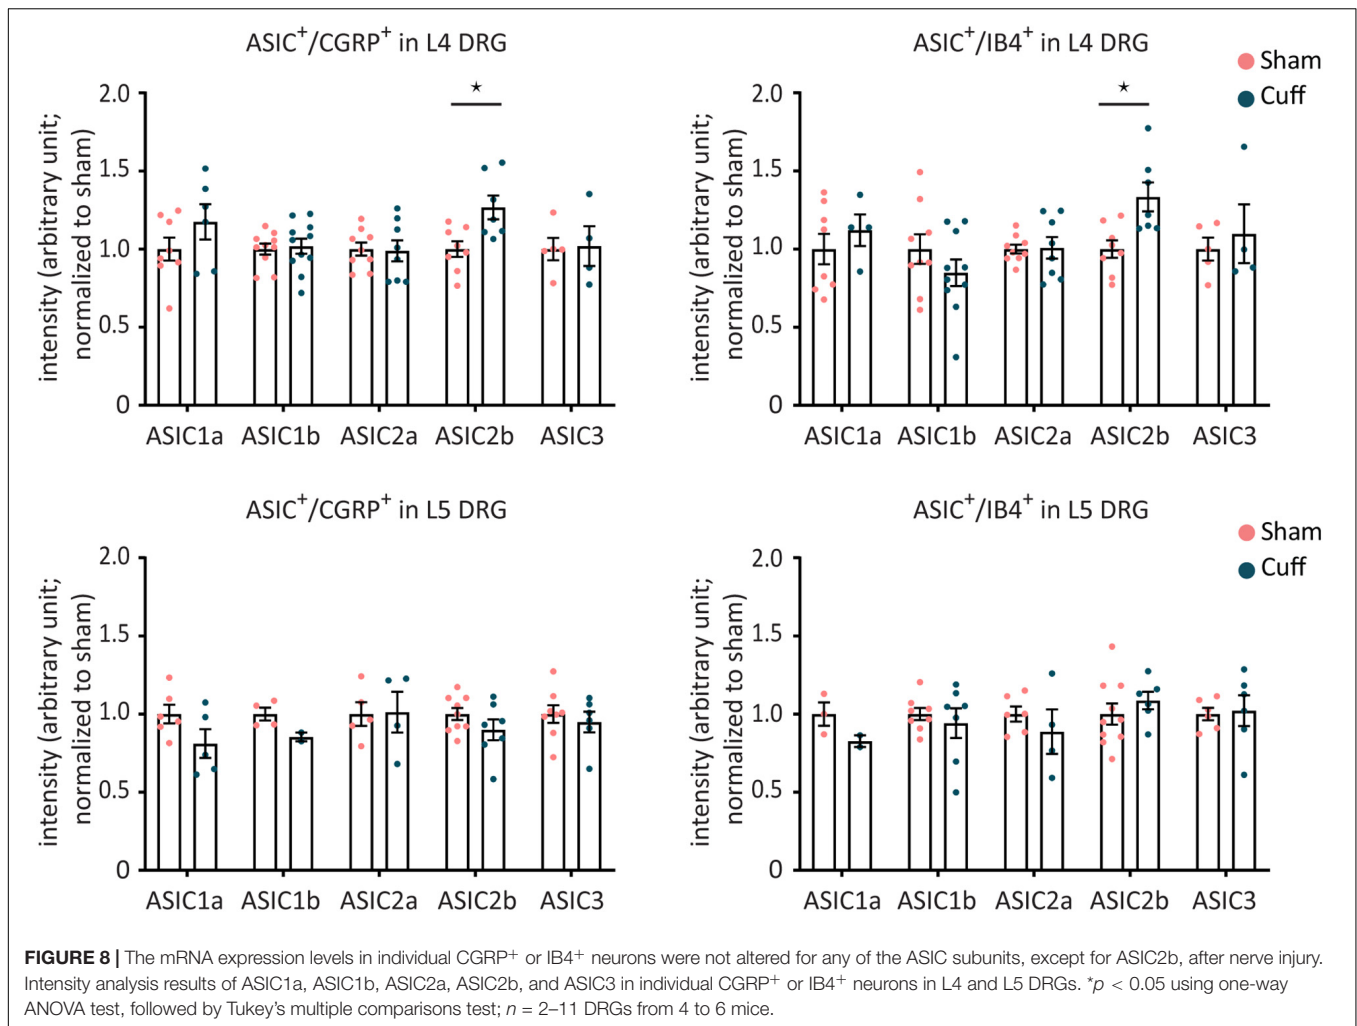 ASIC⁺/CGRP⁺ in L4 DRG
intensity (arbitrary unit;
normalized to sham)
2.0
1.5
1.0
0.5
0
★
ASIC1a ASIC1b ASIC2a ASIC2b ASIC3
ASIC⁺/IB4⁺ in L4 DRG
Sham
Cuff
intensity (arbitrary unit;
normalized to sham)
2.0
1.5
1.0
0.5
0
★
ASIC1a ASIC1b ASIC2a ASIC2b ASIC3
ASIC⁺/CGRP⁺ in L5 DRG
intensity (arbitrary unit;
normalized to sham)
2.0
1.5
1.0
0.5
0
ASIC1a ASIC1b ASIC2a ASIC2b ASIC3
ASIC⁺/IB4⁺ in L5 DRG
Sham
Cuff
intensity (arbitrary unit;
normalized to sham)
2.0
1.5
1.0
0.5
0
ASIC1a ASIC1b ASIC2a ASIC2b ASIC3
FIGURE 8 | The mRNA expression levels in individual CGRP⁺ or IB4⁺ neurons were not altered for any of the ASIC subunits, except for ASIC2b, after nerve injury.
Intensity analysis results of ASIC1a, ASIC1b, ASIC2a, ASIC2b, and ASIC3 in individual CGRP⁺ or IB4⁺ neurons in L4 and L5 DRGs. *p < 0.05 using one-way
ANOVA test, followed by Tukey's multiple comparisons test; n = 2–11 DRGs from 4 to 6 mice.